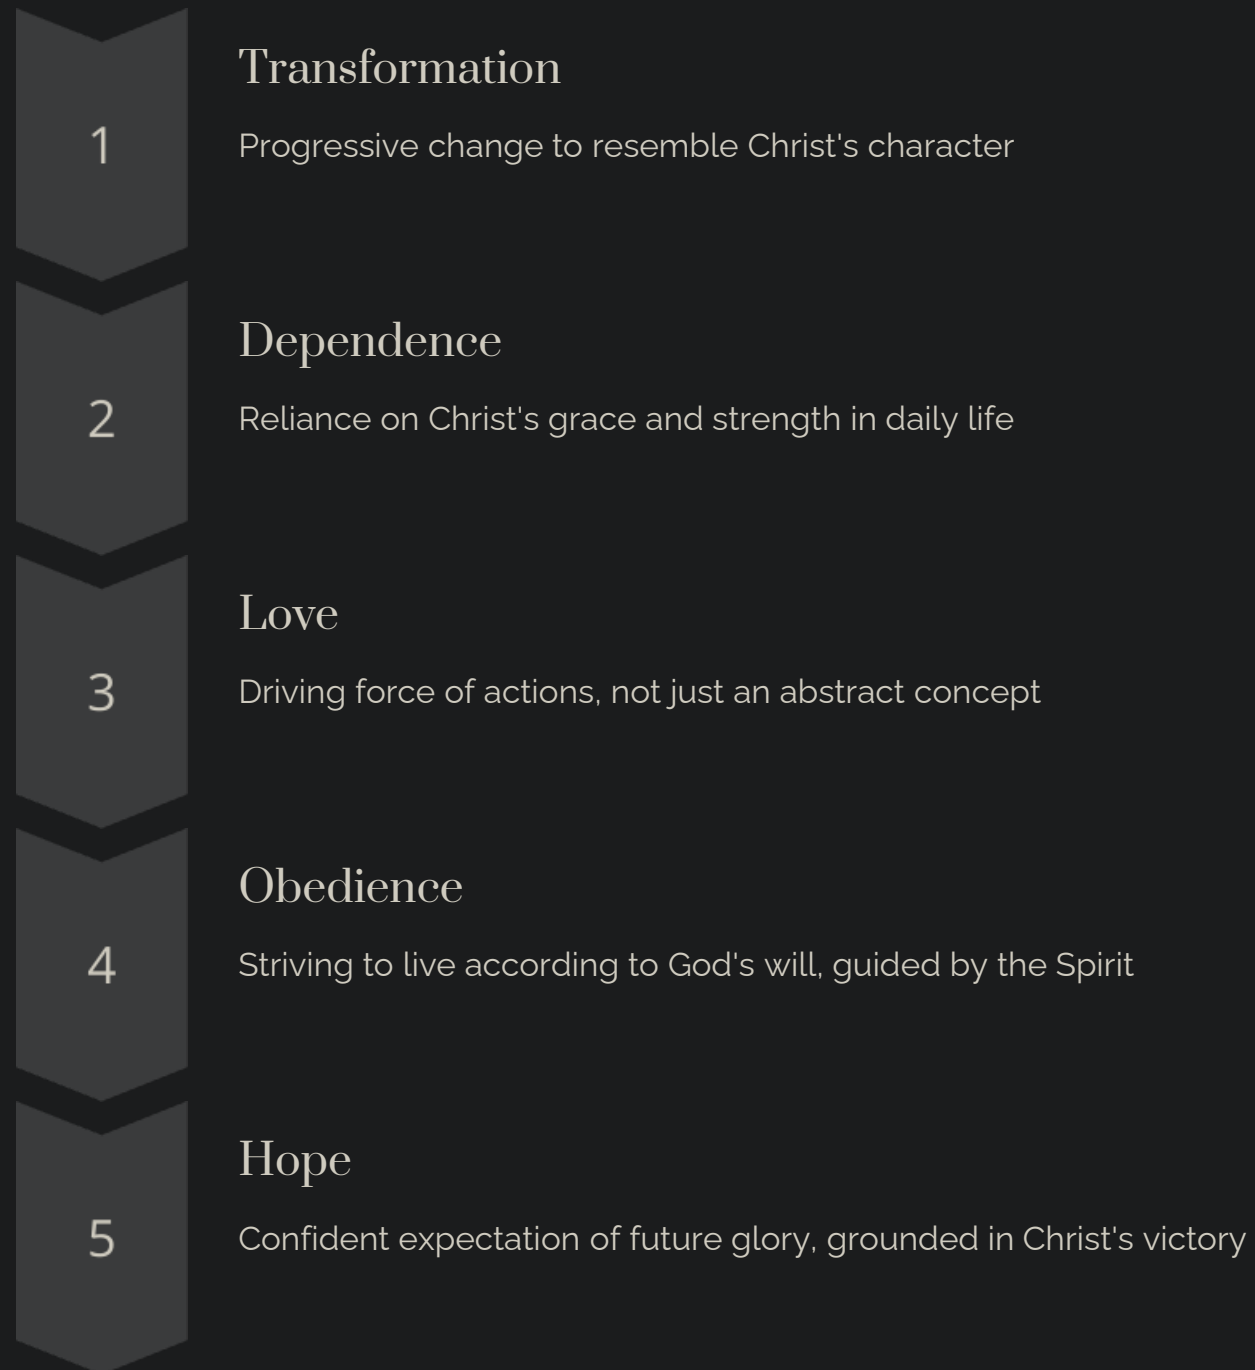 1
Transformation
Progressive change to resemble Christ's character
2
Dependence
Reliance on Christ's grace and strength in daily life
3
Love
Driving force of actions, not just an abstract concept
4
Obedience
Striving to live according to God's will, guided by the Spirit
5
Hope
Confident expectation of future glory, grounded in Christ's victory